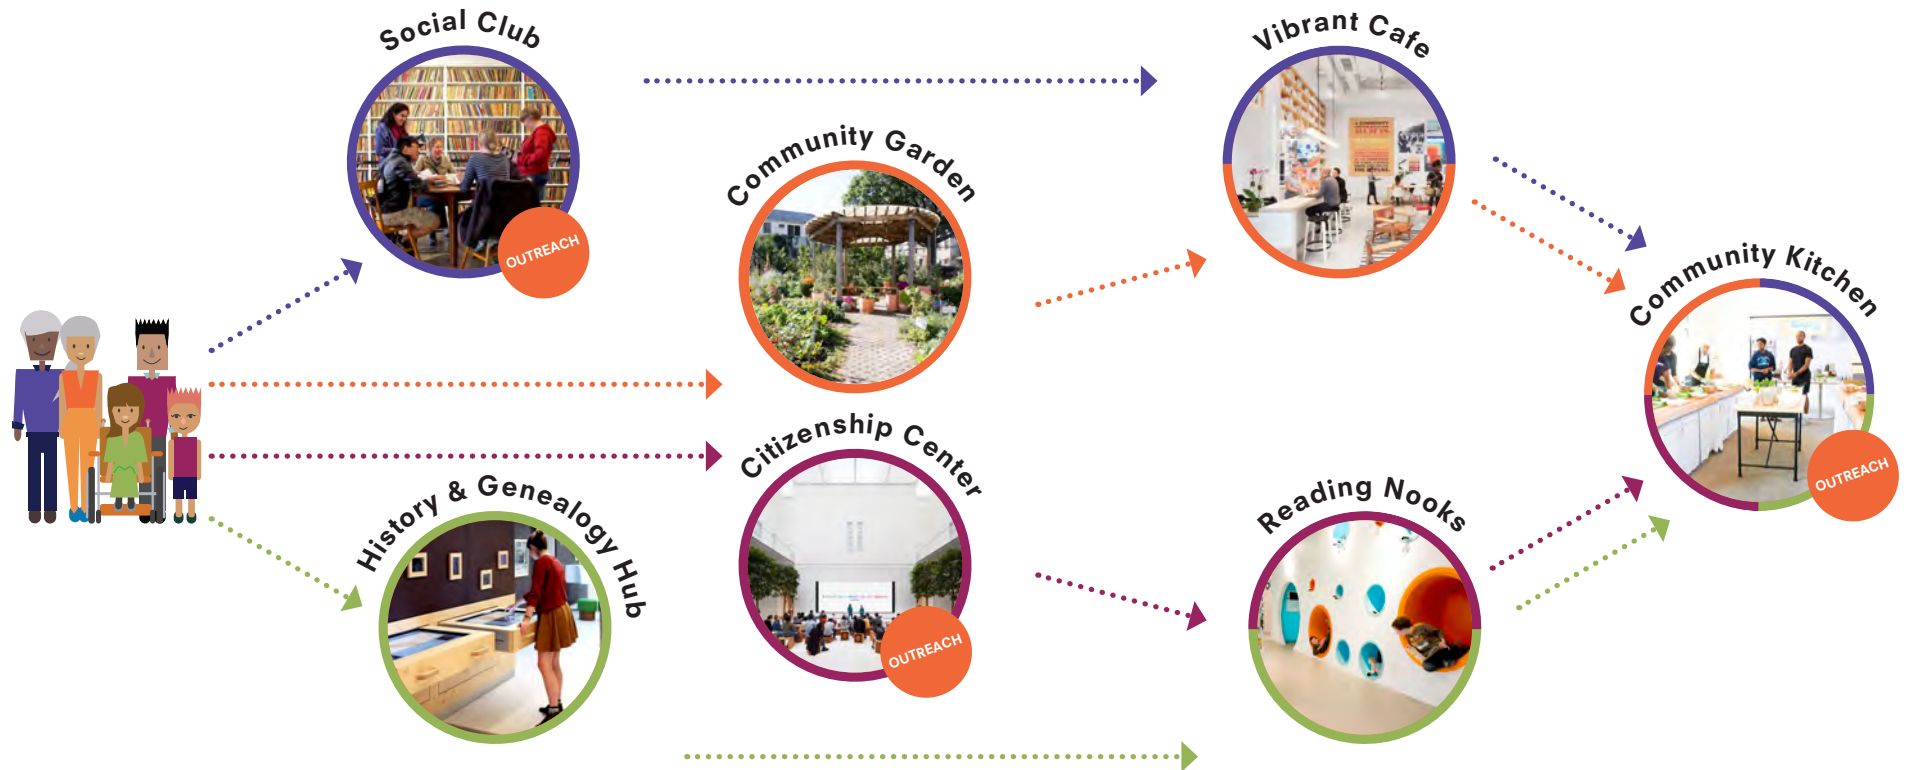 Social Club
OUTREACH
Community Garden
Vibrant Cafe
Community Kitchen
OUTREACH
History & Genealogy Hub
Citizenship Center
OUTREACH
Reading Nooks